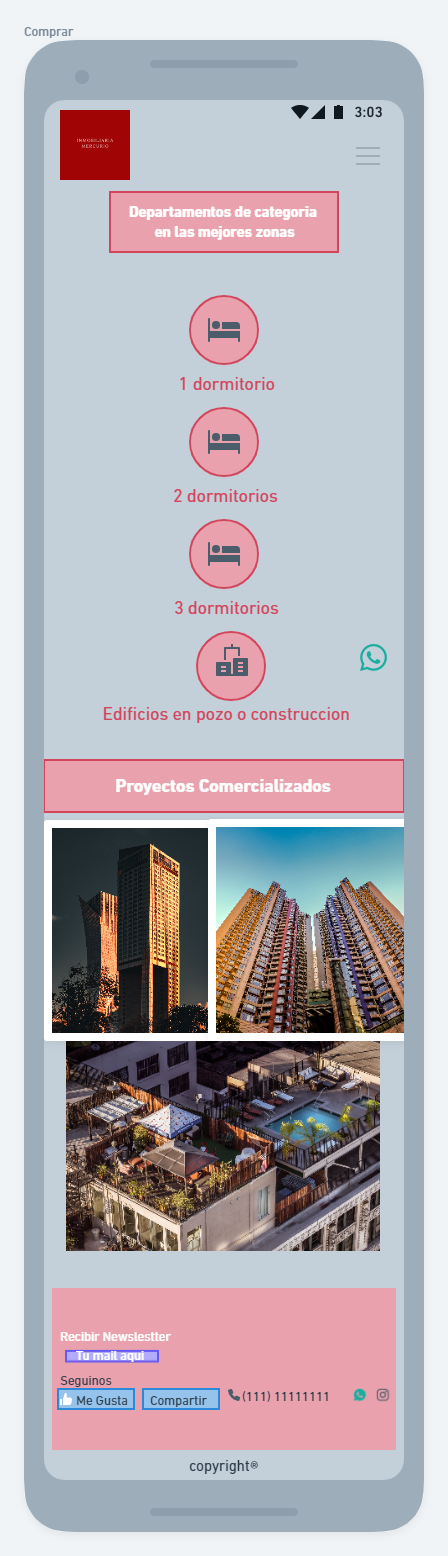 Comprar
3:03
INMOBILIARIA
MERCURIO
Departamentos de categoria
en las mejores zonas
1 dormitorio
2 dormitorios
3 dormitorios
Edificios en pozo o construccion
Proyectos Comercializados
Recibir Newslestter
Tu mail aqui
Seguinos
Me Gusta
Compartir
(111) 11111111
copyright®